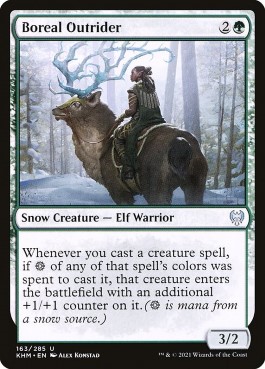 Boreal Outrider 2
Snow Creature — Elf Warrior
Whenever you cast a creature spell,
if of any of that spell's colors was
spent to cast it, that creature enters
the battlefield with an additional
+1/+1 counter on it.( is mana from
a snow source.)
3/2
163/285 U
KHM • EN ALEX KONSTAD
™ & © 2021 Wizards of the Coast